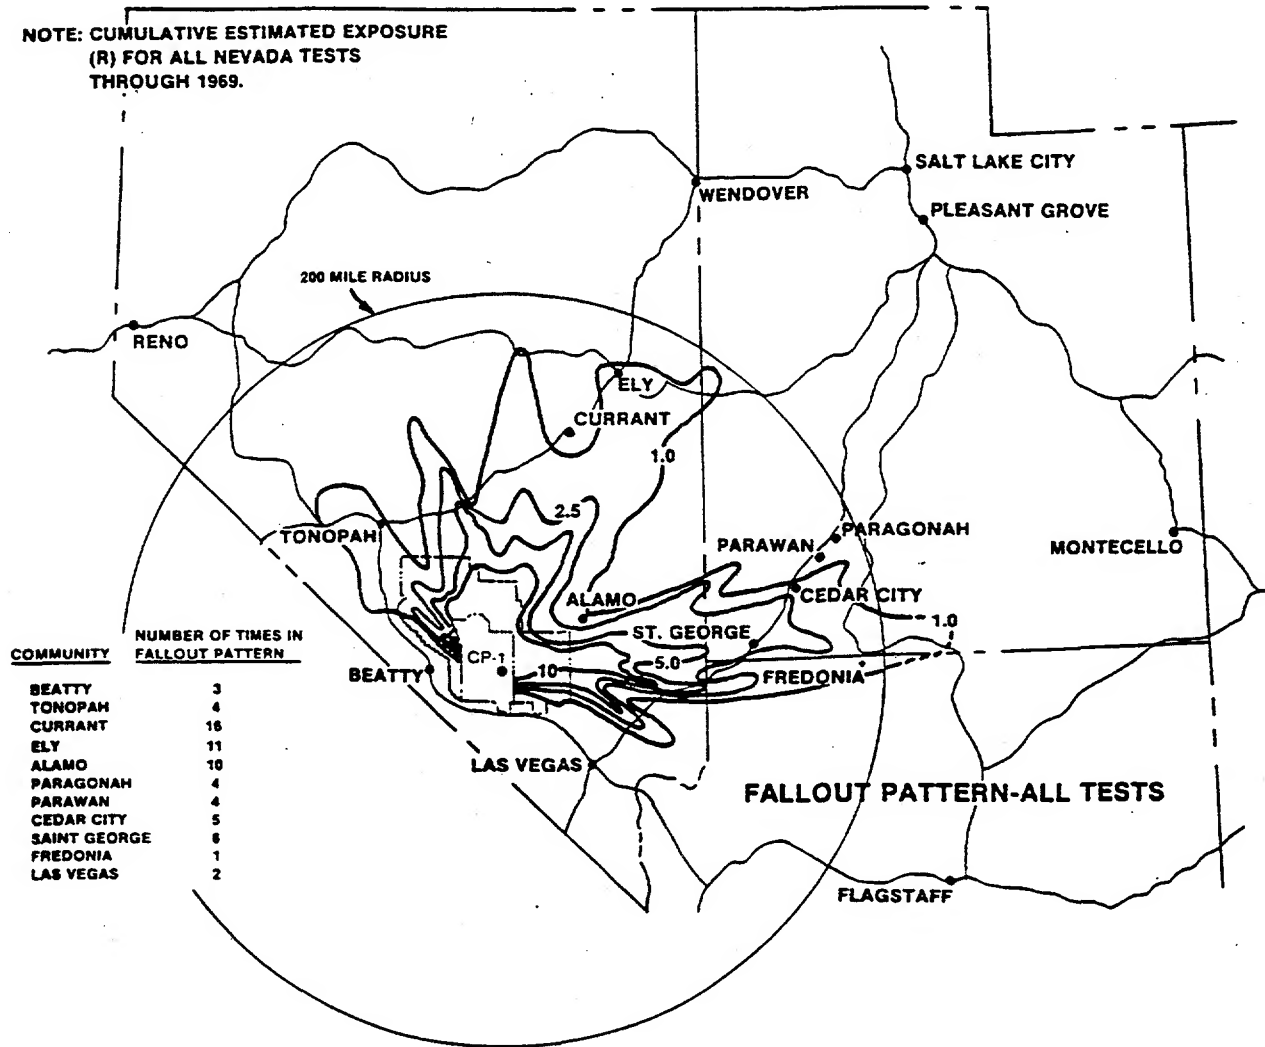 NOTE: CUMULATIVE ESTIMATED EXPOSURE
(R) FOR ALL NEVADA TESTS
THROUGH 1969.
SALT LAKE CITY
WENDOVER
PLEASANT GROVE
200 MILE RADIUS
RENO
ELY
CURRANT
1.0
2.5
TONOPAH
PARAGONAH
PARAWAN
MONTECELLO
CEDAR CITY
ALAMO
1.0
ST. GEORGE
CP-1
5.0
10
BEATTY
FREDONIA
LAS VEGAS
FALLOUT PATTERN-ALL TESTS
FLAGSTAFF
COMMUNITY NUMBER OF TIMES IN
FALLOUT PATTERN
BEATTY 3
TONOPAH 4
CURRANT 16
ELY 11
ALAMO 10
PARAGONAH 4
PARAWAN 4
CEDAR CITY 5
SAINT GEORGE 6
FREDONIA 1
LAS VEGAS 2